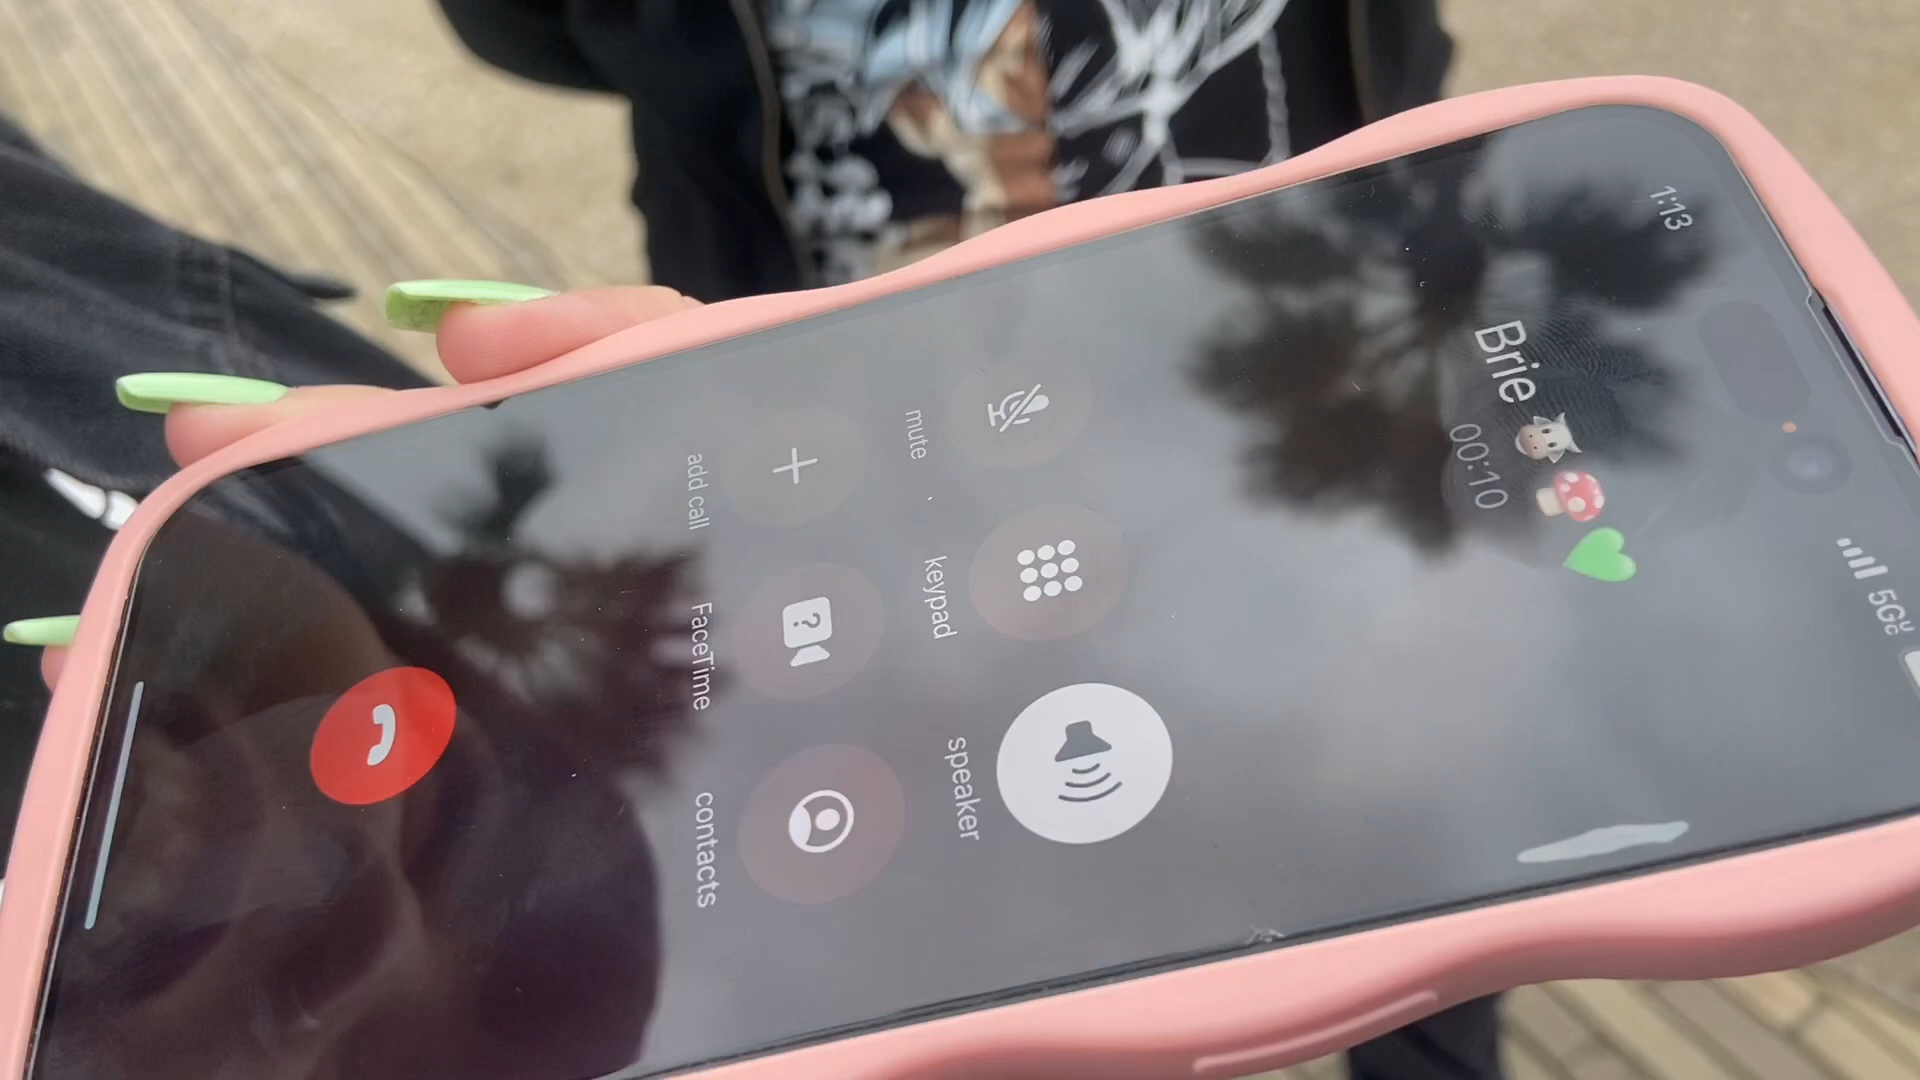 1:13
5G
Brie 🐮🍄💚
00:10
mute
keypad
speaker
add call
FaceTime
contacts